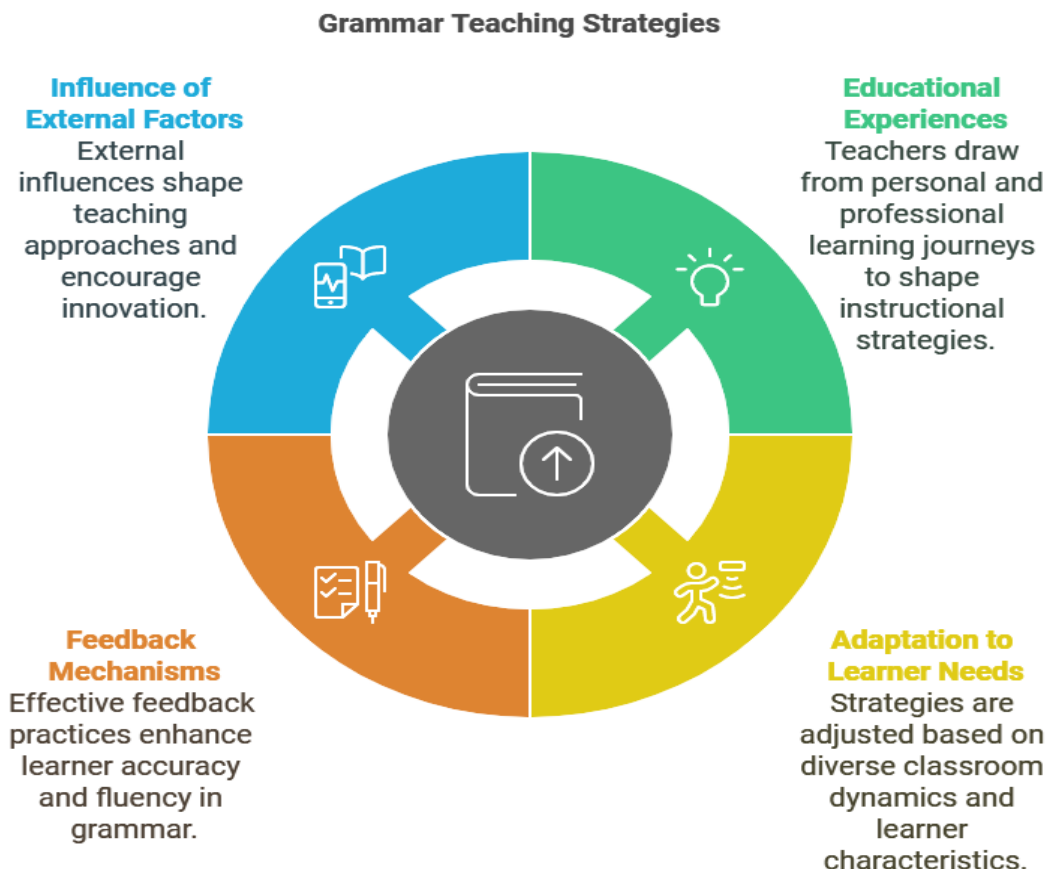 Grammar Teaching Strategies
Influence of
External Factors
External
influences shape
teaching
approaches and
encourage
innovation.
Educational
Experiences
Teachers draw
from personal and
professional
learning journeys
to shape
instructional
strategies.
Feedback
Mechanisms
Effective feedback
practices enhance
learner accuracy
and fluency in
grammar.
Adaptation to
Learner Needs
Strategies are
adjusted based on
diverse classroom
dynamics and
learner
characteristics.